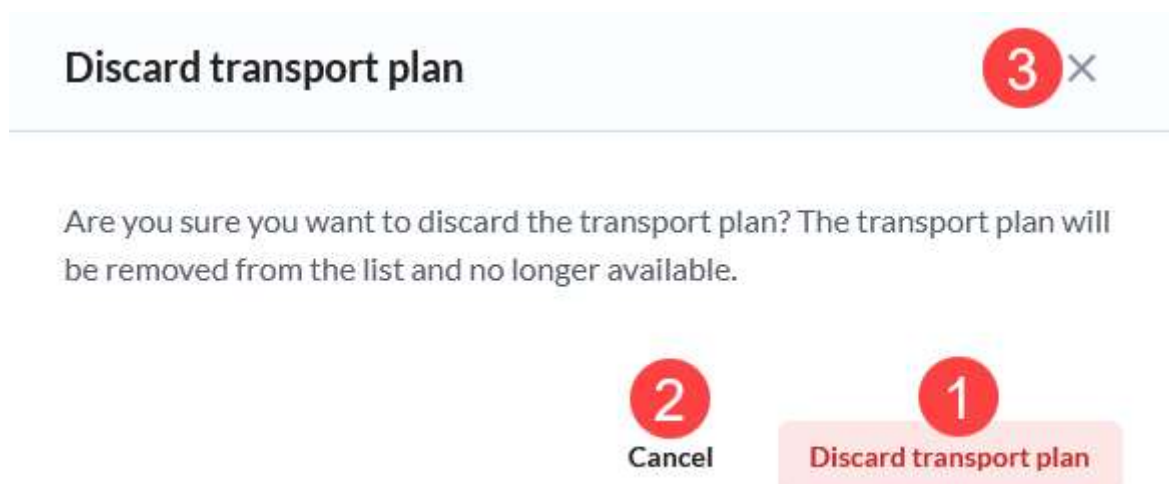 Discard transport plan
3
Are you sure you want to discard the transport plan? The transport plan will
be removed from the list and no longer available.
2
1
Cancel
Discard transport plan